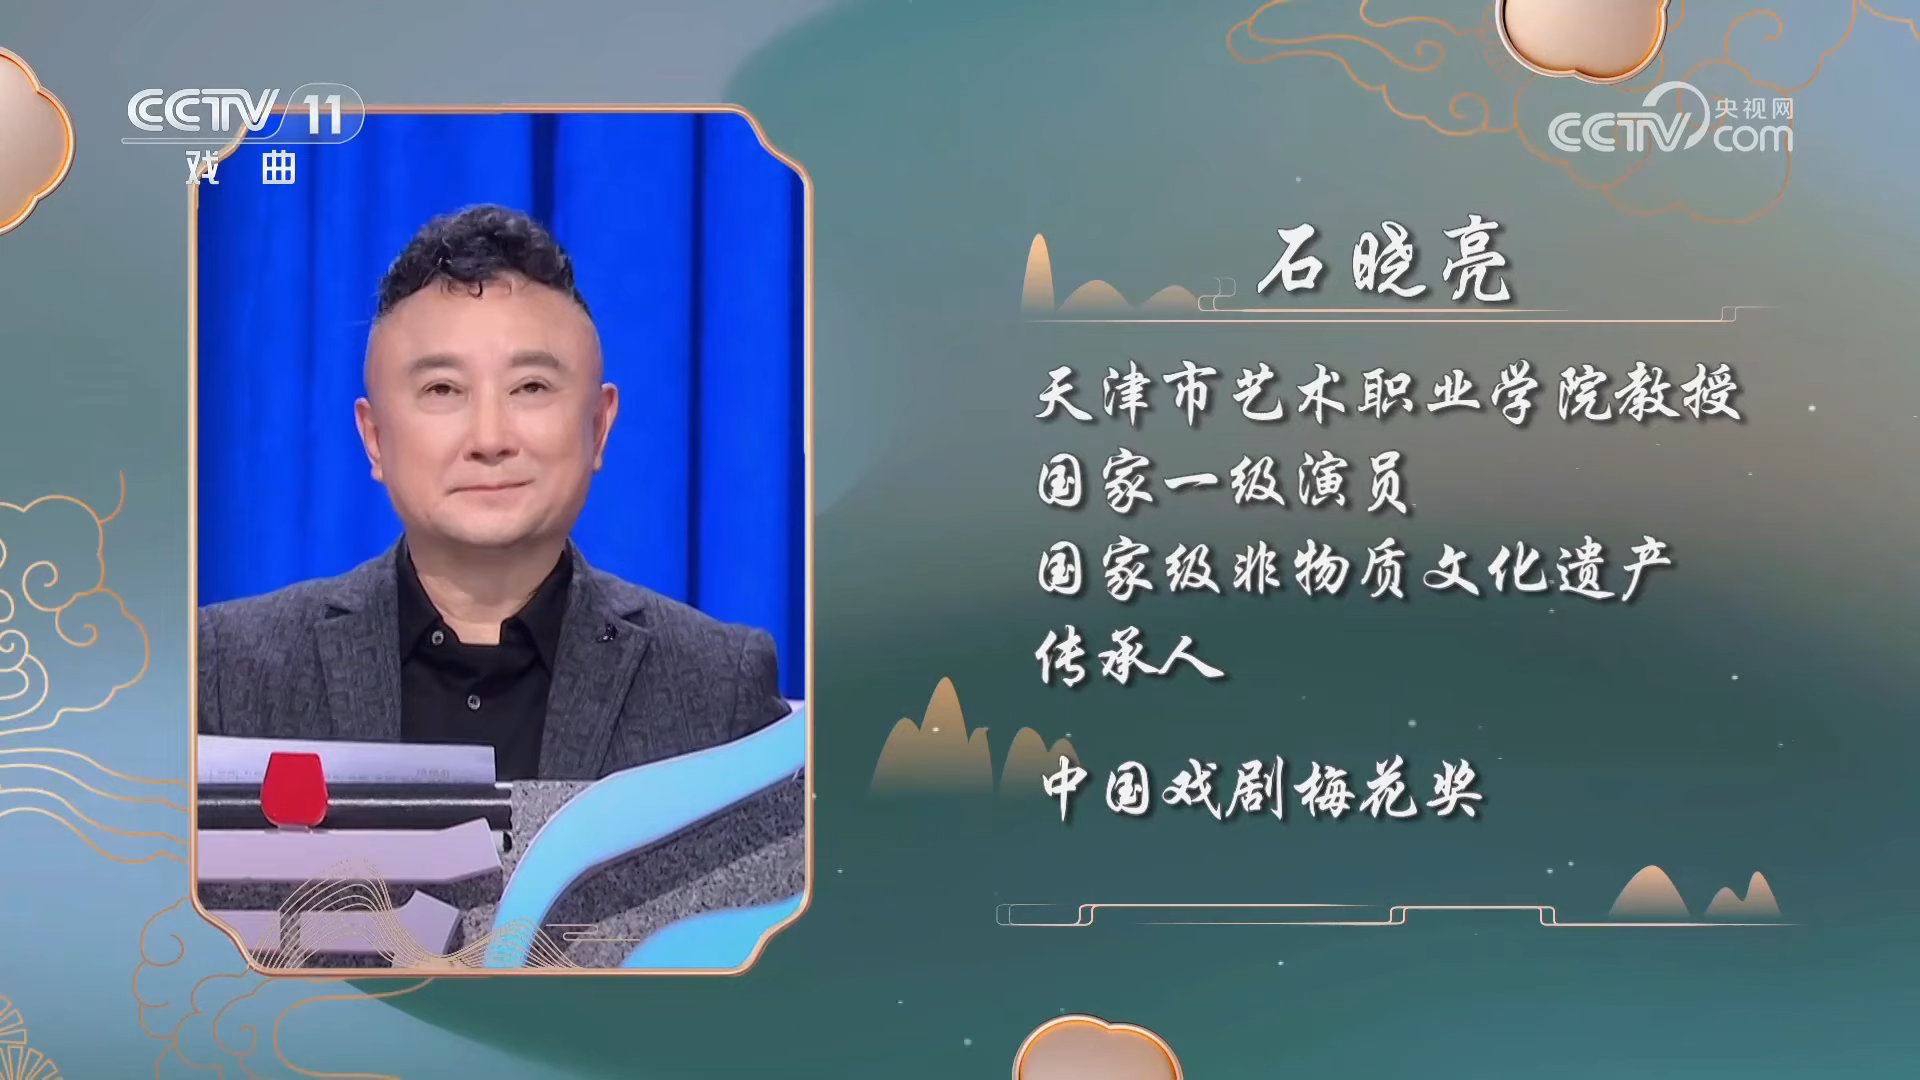 CCTV 11
戏曲
央视网
CCTV.com
石晓亮
天津市艺术职业学院教授
国家一级演员
国家级非物质文化遗产
传承人
中国戏剧梅花奖